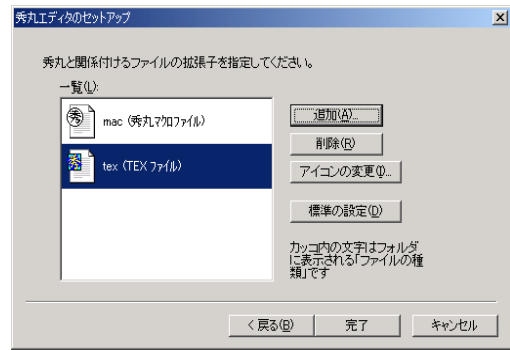 秀丸エディタのセットアップ
秀丸と関係付けるファイルの拡張子を指定してください。
一覧(L):
mac (秀丸マクロファイル)
tex (TEX ファイル)
追加(A)...
削除(R)
アイコンの変更(I)...
標準の設定(D)
カッコ内の文字はフォルダ
に表示される「ファイルの種
類」です
< 戻る(B)
完了
キャンセル